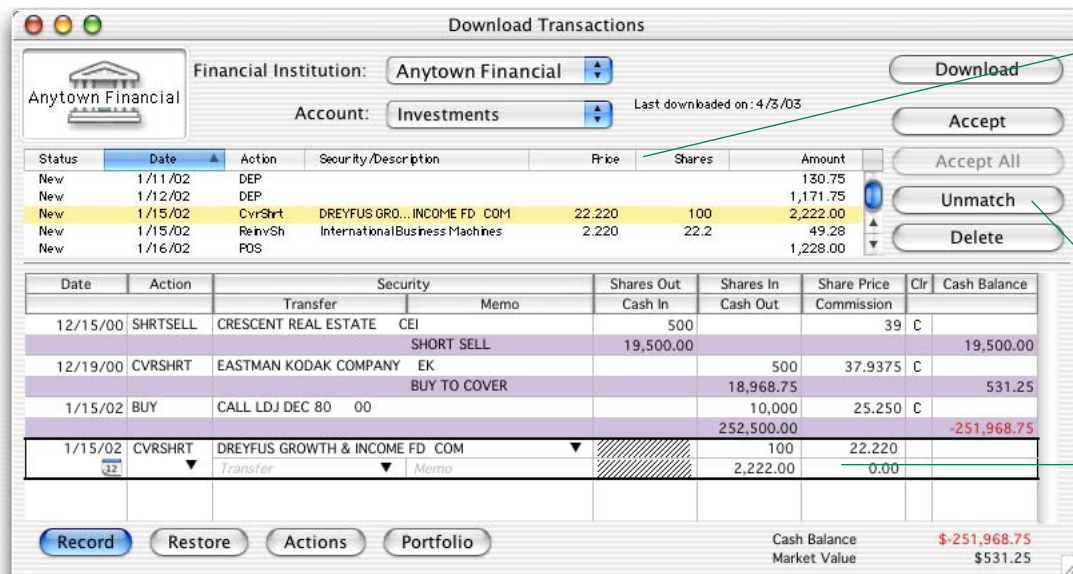 Download Transactions
Anytown Financial
Financial Institution: Anytown Financial
Account: Investments
Last downloaded on: 4/3/03
Download
Accept
Accept All
Unmatch
Delete
Status Date Action Security/Description Price Shares Amount
New 1/11/02 DEP 130.75
New 1/12/02 DEP 1,171.75
New 1/15/02 CvrShrt DREYFUS GRO...INCOME FD COM 22.220 100 2,222.00
New 1/15/02 ReinvSh International Business Machines 2.220 22.2 49.28
New 1/16/02 POS 1,228.00
Date Action Security Shares Out Shares In Share Price Clr Cash Balance
Transfer Memo Cash In Cash Out Commission
12/15/00 SHRTSELL CRESCENT REAL ESTATE CEI 500 39 C
SHORT SELL 19,500.00 19,500.00
12/19/00 CVRSHRT EASTMAN KODAK COMPANY EK 500 37.9375 C
BUY TO COVER 18,968.75 531.25
1/15/02 BUY CALL LDJ DEC 80 00 10,000 25.250 C
252,500.00 -251,968.75
1/15/02 CVRSHRT DREYFUS GROWTH & INCOME FD COM 100 22.220
12 Transfer Memo 2,222.00 0.00
Record Restore Actions Portfolio
Cash Balance $-251,968.75
Market Value $531.25